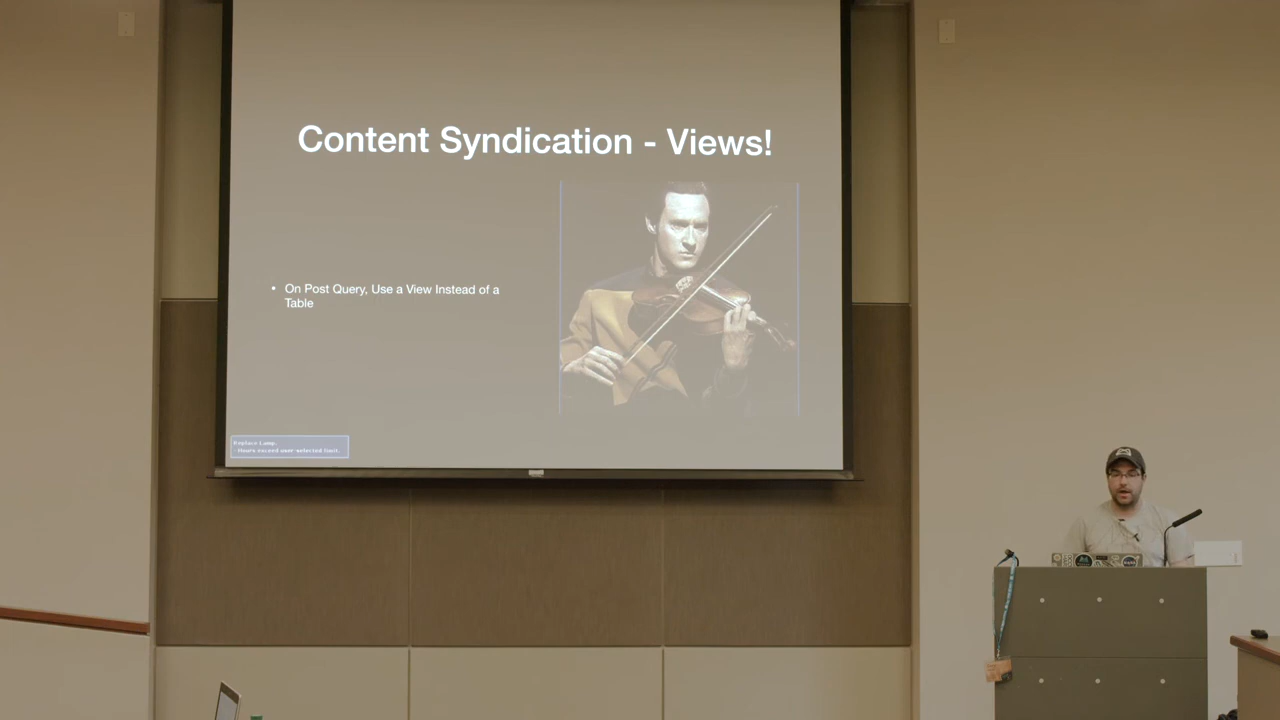 Content Syndication - Views!
• On Post Query, Use a View Instead of a
Table
Replace Lamp.
- Hours exceed user selected limit.